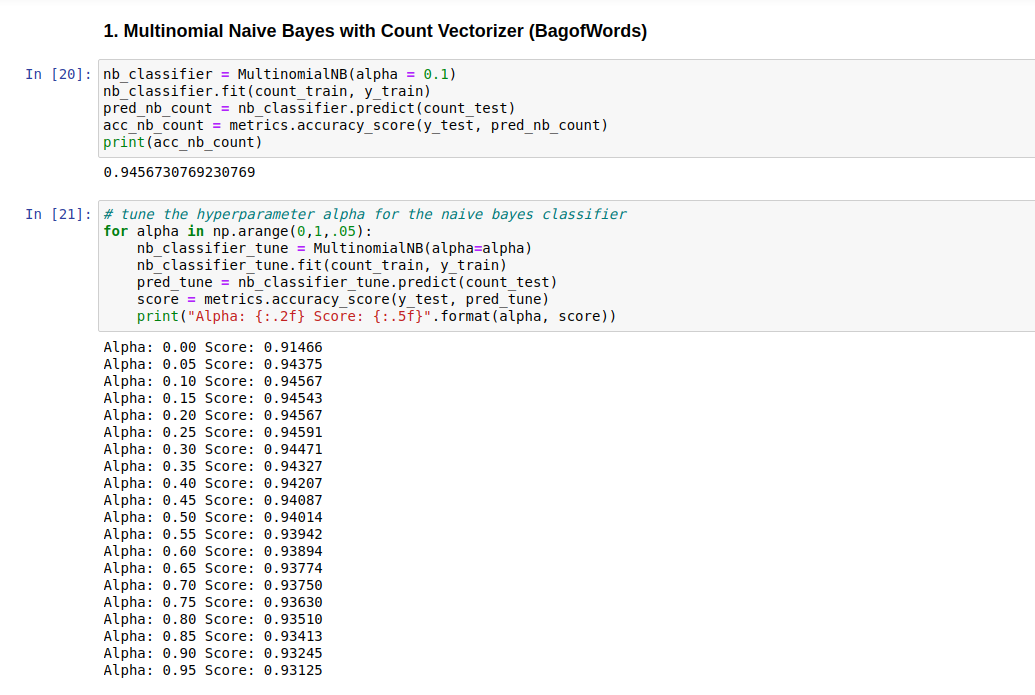 1. Multinomial Naive Bayes with Count Vectorizer (BagofWords)
In [20]: nb_classifier = MultinomialNB(alpha = 0.1)
nb_classifier.fit(count_train, y_train)
pred_nb_count = nb_classifier.predict(count_test)
acc_nb_count = metrics.accuracy_score(y_test, pred_nb_count)
print(acc_nb_count)
0.9456730769230769
In [21]: # tune the hyperparameter alpha for the naive bayes classifier
for alpha in np.arange(0,1,.05):
    nb_classifier_tune = MultinomialNB(alpha=alpha)
    nb_classifier_tune.fit(count_train, y_train)
    pred_tune = nb_classifier_tune.predict(count_test)
    score = metrics.accuracy_score(y_test, pred_tune)
    print("Alpha: {:.2f} Score: {:.5f}".format(alpha, score))
Alpha: 0.00 Score: 0.91466
Alpha: 0.05 Score: 0.94375
Alpha: 0.10 Score: 0.94567
Alpha: 0.15 Score: 0.94543
Alpha: 0.20 Score: 0.94567
Alpha: 0.25 Score: 0.94591
Alpha: 0.30 Score: 0.94471
Alpha: 0.35 Score: 0.94327
Alpha: 0.40 Score: 0.94207
Alpha: 0.45 Score: 0.94087
Alpha: 0.50 Score: 0.94014
Alpha: 0.55 Score: 0.93942
Alpha: 0.60 Score: 0.93894
Alpha: 0.65 Score: 0.93774
Alpha: 0.70 Score: 0.93750
Alpha: 0.75 Score: 0.93630
Alpha: 0.80 Score: 0.93510
Alpha: 0.85 Score: 0.93413
Alpha: 0.90 Score: 0.93245
Alpha: 0.95 Score: 0.93125